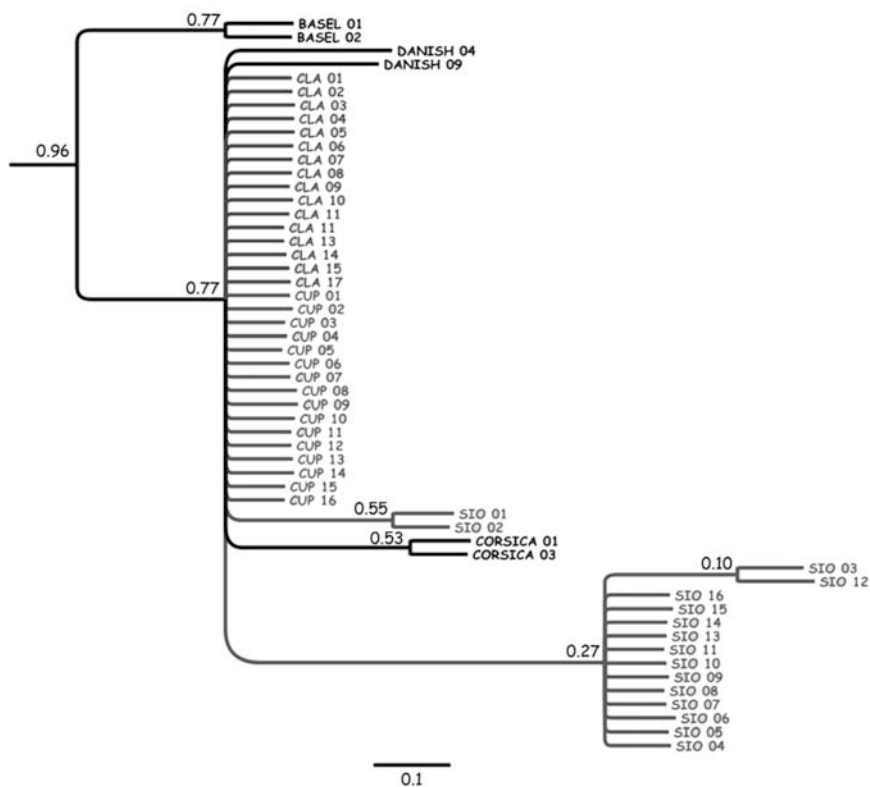 0.77
BASEL 01
BASEL 02
DANISH 04
DANISH 09
CLA 01
CLA 02
CLA 03
CLA 04
CLA 05
0.96
CLA 06
CLA 07
CLA 08
CLA 09
CLA 10
CLA 11
CLA 11
CLA 13
CLA 14
CLA 15
0.77
CLA 17
CUP 01
CUP 02
CUP 03
CUP 04
CUP 05
CUP 06
CUP 07
CUP 08
CUP 09
CUP 10
CUP 11
CUP 12
CUP 13
CUP 14
CUP 15
CUP 16
0.55
SIO 01
SIO 02
0.53
CORSICA 01
CORSICA 03
0.10
SIO 03
SIO 12
SIO 16
SIO 15
SIO 14
SIO 13
0.27
SIO 11
SIO 10
SIO 09
SIO 08
SIO 07
SIO 06
SIO 05
SIO 04
0.1